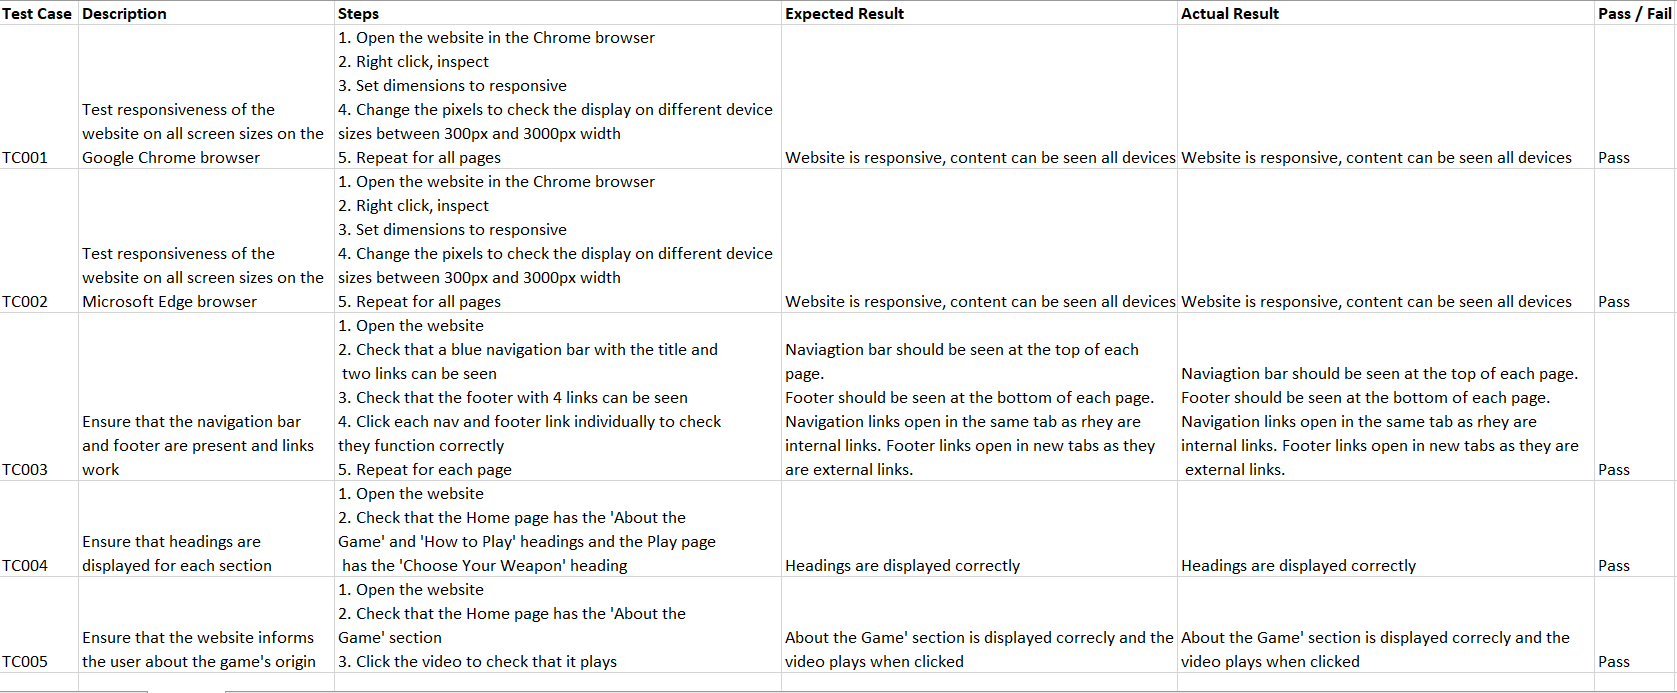 Test Case Description Steps Expected Result Actual Result Pass / Fail
TC001
Test responsiveness of the
website on all screen sizes on the
Google Chrome browser
1. Open the website in the Chrome browser
2. Right click, inspect
3. Set dimensions to responsive
4. Change the pixels to check the display on different device
sizes between 300px and 3000px width
5. Repeat for all pages
Website is responsive, content can be seen all devices
Website is responsive, content can be seen all devices
Pass
TC002
Test responsiveness of the
website on all screen sizes on the
Microsoft Edge browser
1. Open the website in the Chrome browser
2. Right click, inspect
3. Set dimensions to responsive
4. Change the pixels to check the display on different device
sizes between 300px and 3000px width
5. Repeat for all pages
Website is responsive, content can be seen all devices
Website is responsive, content can be seen all devices
Pass
TC003
Ensure that the navigation bar
and footer are present and links
work
1. Open the website
2. Check that a blue navigation bar with the title and
two links can be seen
3. Check that the footer with 4 links can be seen
4. Click each nav and footer link individually to check
they function correctly
5. Repeat for each page
Naviagtion bar should be seen at the top of each
page.
Footer should be seen at the bottom of each page.
Navigation links open in the same tab as rhey are
internal links. Footer links open in new tabs as they
are external links.
Naviagtion bar should be seen at the top of each page.
Footer should be seen at the bottom of each page.
Navigation links open in the same tab as rhey are
internal links. Footer links open in new tabs as they are
external links.
Pass
TC004
Ensure that headings are
displayed for each section
1. Open the website
2. Check that the Home page has the 'About the
Game' and 'How to Play' headings and the Play page
has the 'Choose Your Weapon' heading
Headings are displayed correctly
Headings are displayed correctly
Pass
TC005
Ensure that the website informs
the user about the game's origin
1. Open the website
2. Check that the Home page has the 'About the
Game' section
3. Click the video to check that it plays
About the Game' section is displayed correcly and the
video plays when clicked
About the Game' section is displayed correcly and the
video plays when clicked
Pass